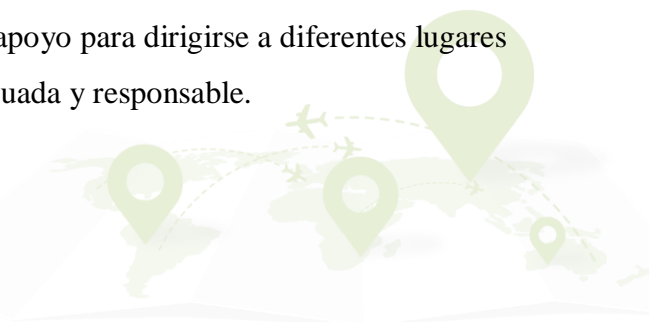 apoyo para dirigirse a diferentes lugares
uada y responsable.